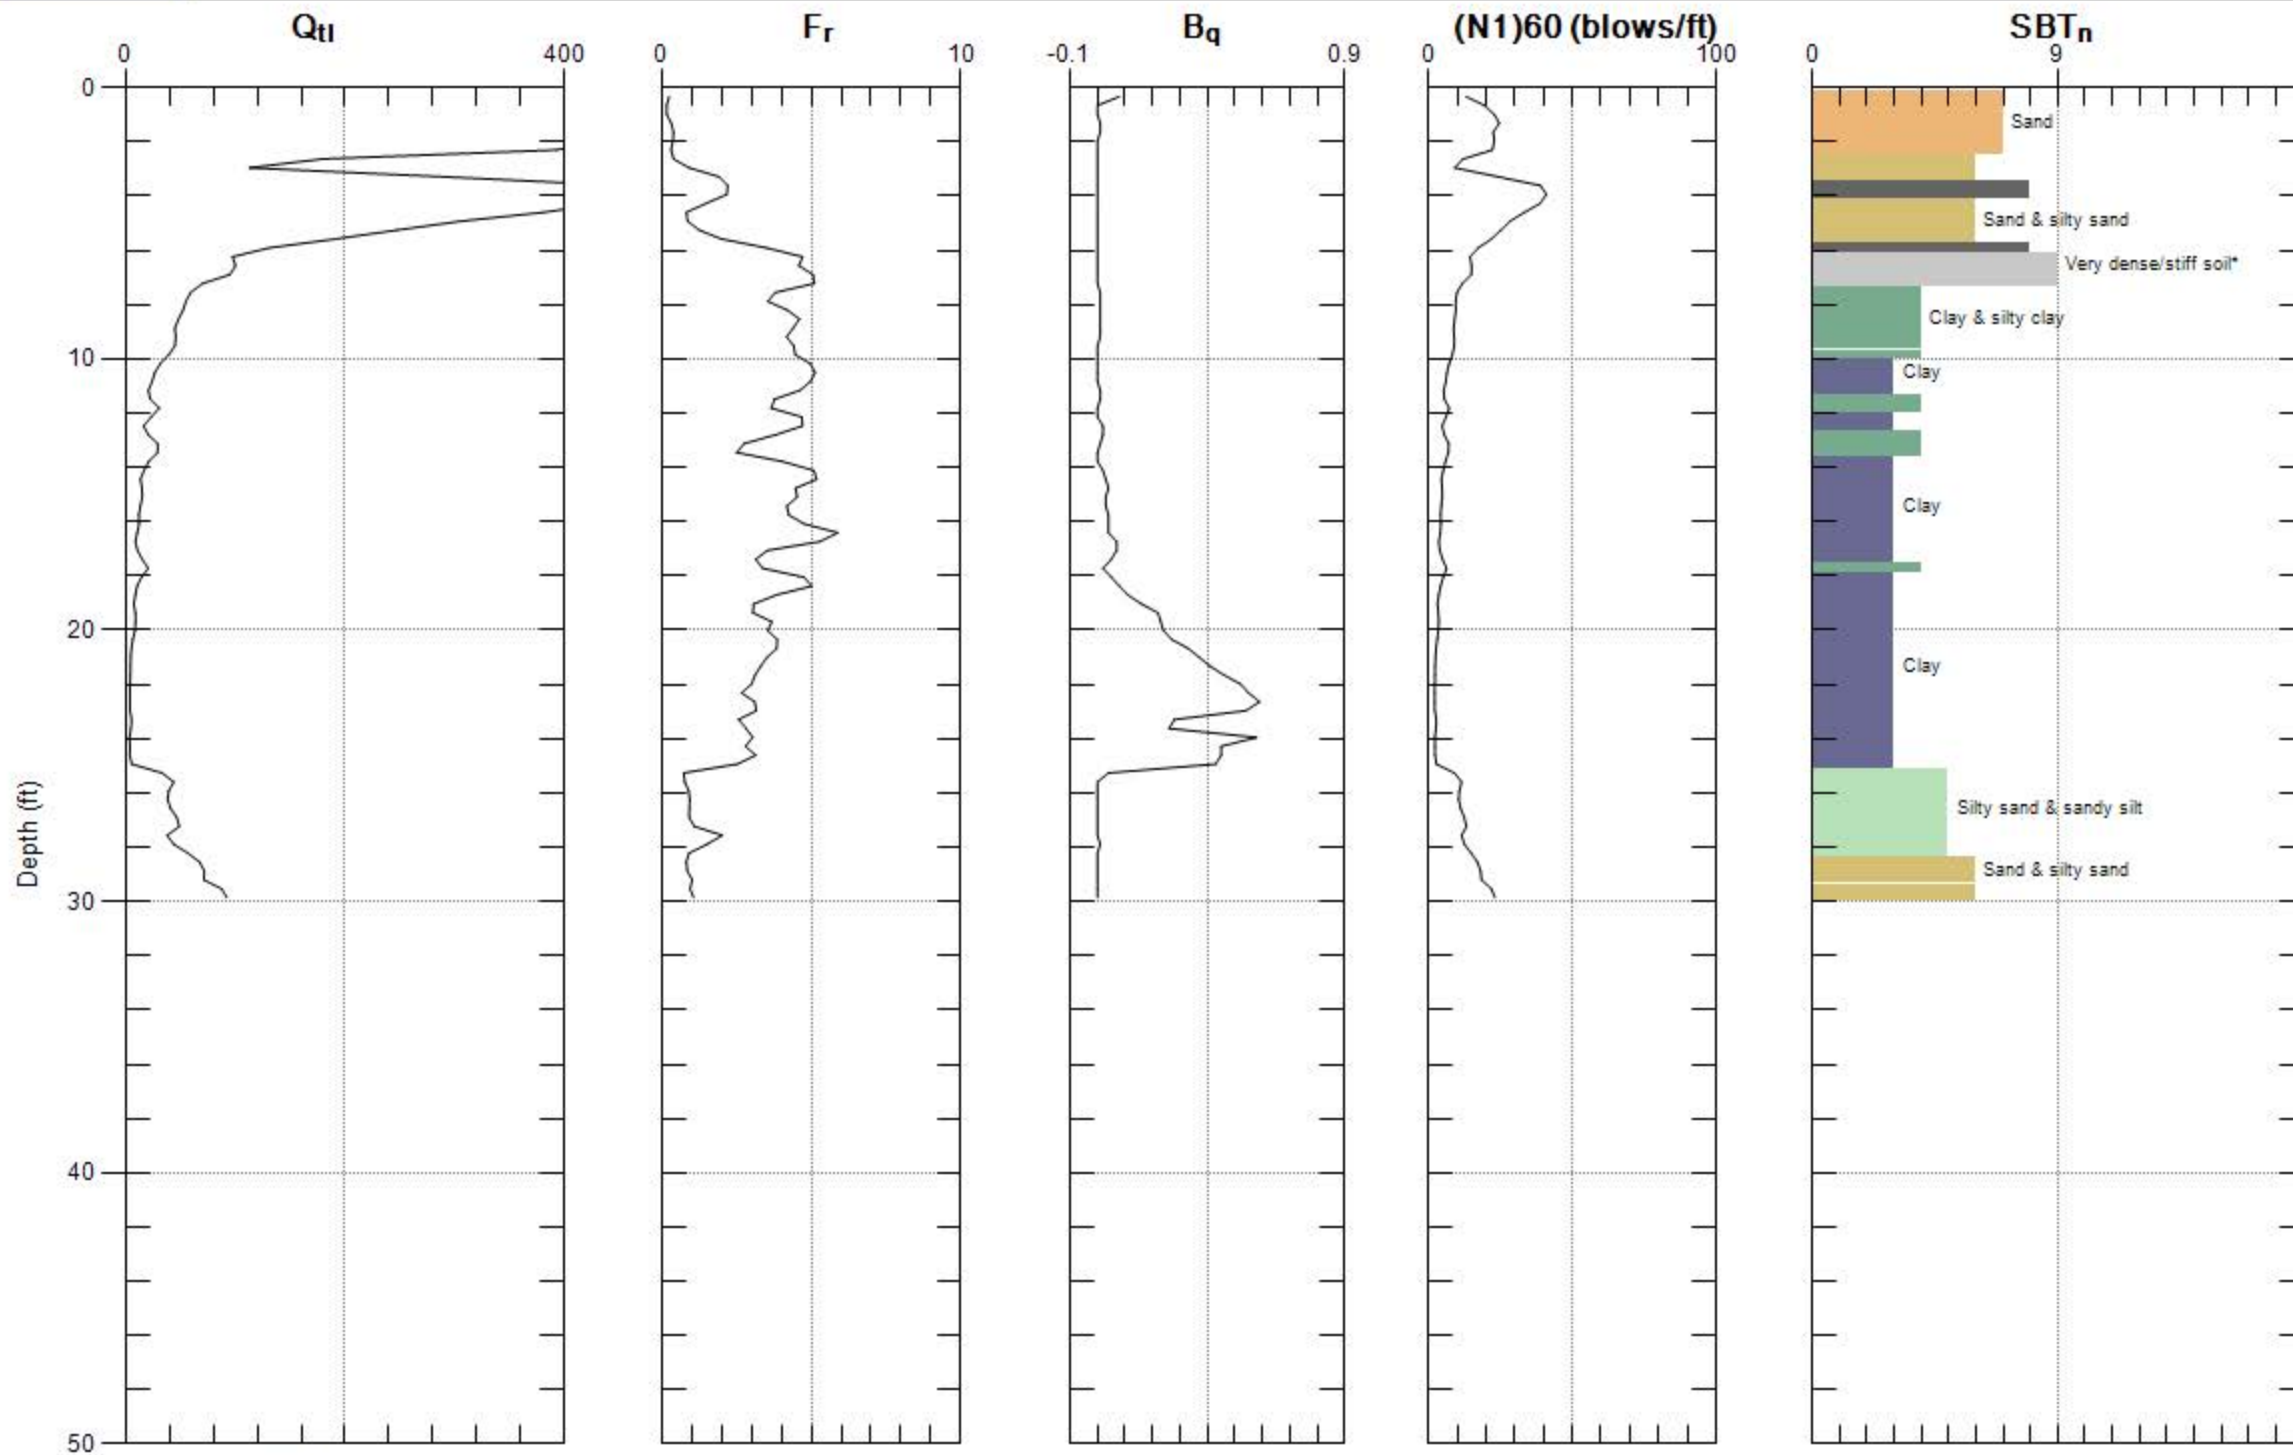 Qtl
Fr
Bq
(N1)60 (blows/ft)
SBTn
0 400
0 10
-0.1 0.9
0 100
0 9
0
Sand
Sand & silty sand
Very dense/stiff soil*
Clay & silty clay
10
Clay
Clay
20
Clay
Depth (ft)
Silty sand & sandy silt
Sand & silty sand
30
40
50